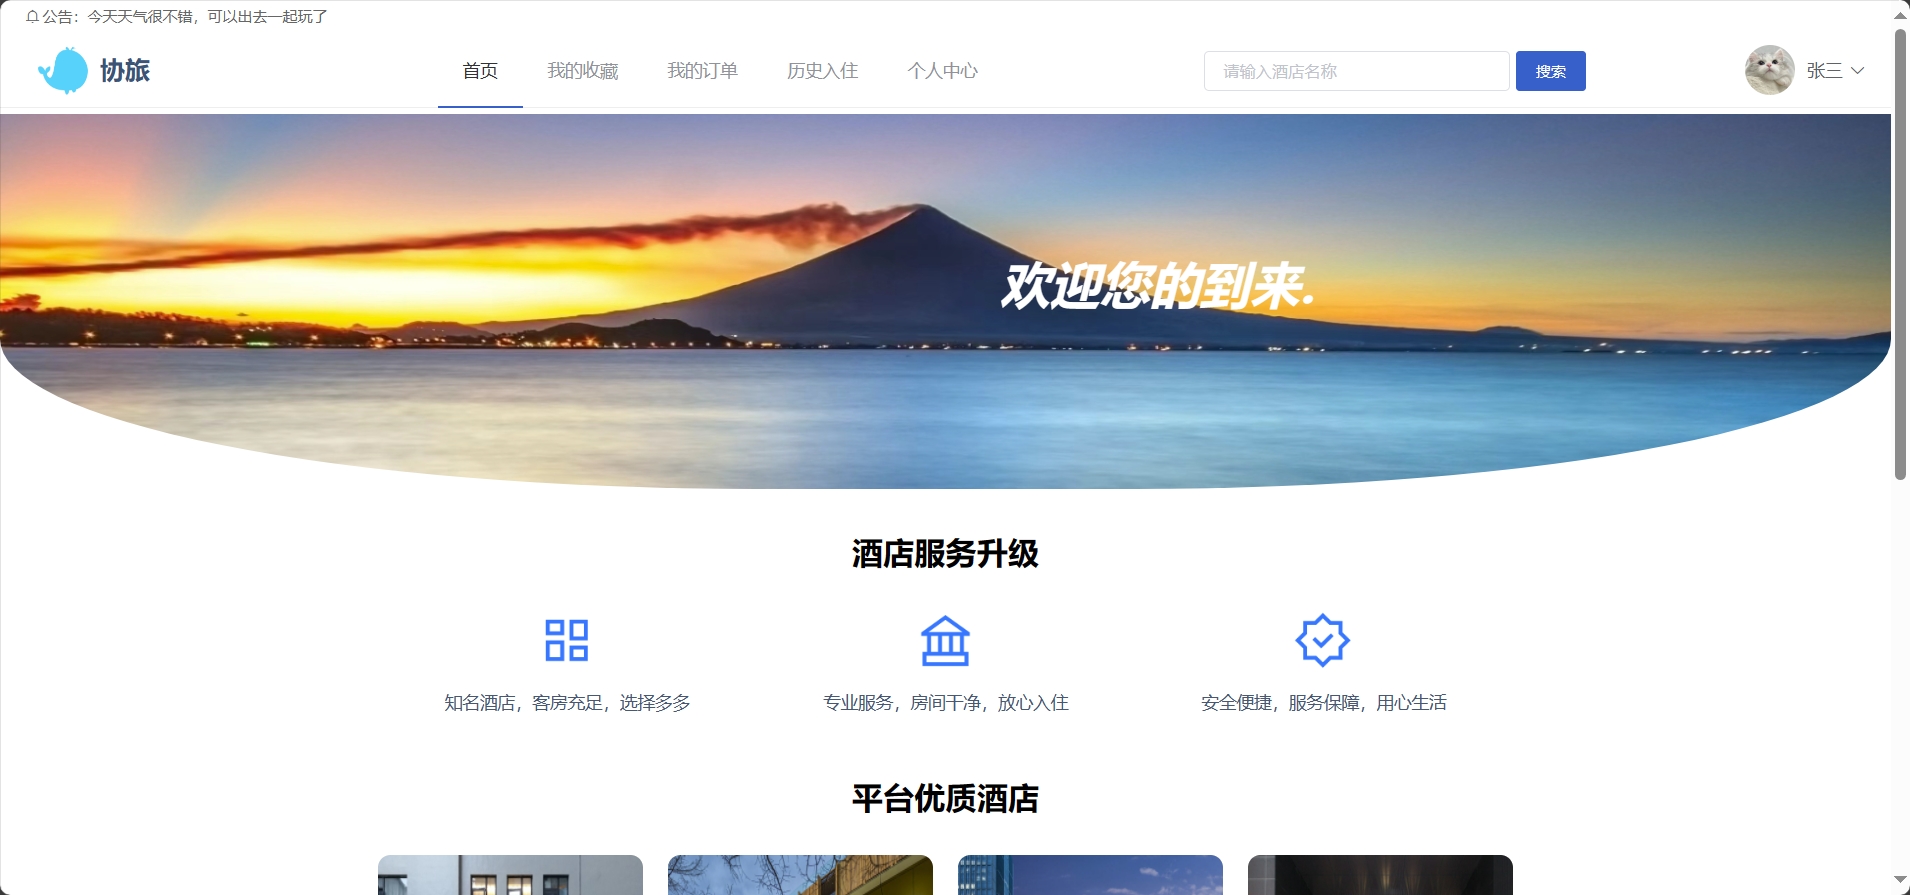 公告：今天天气很不错，可以出去一起玩了
协旅
首页 我的收藏 我的订单 历史入住 个人中心
请输入酒店名称 搜索
张三
欢迎您的到来.
酒店服务升级
知名酒店，客房充足，选择多多
专业服务，房间干净，放心入住
安全便捷，服务保障，用心生活
平台优质酒店